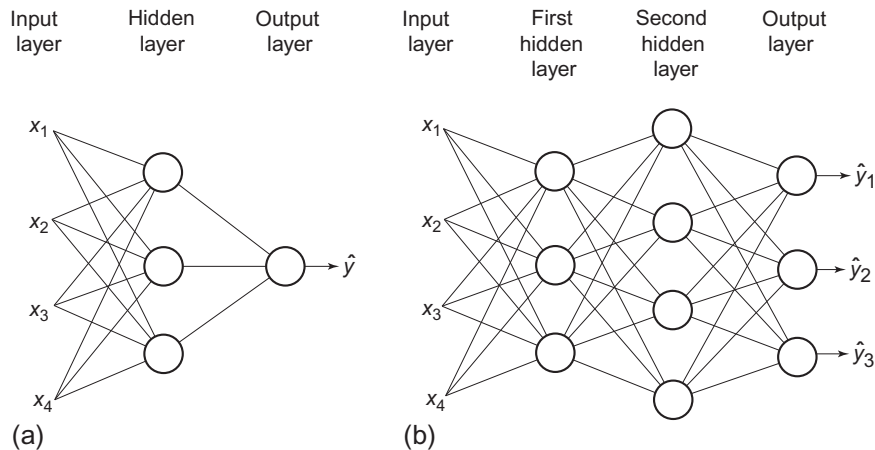 Input
layer
Hidden
layer
Output
layer
x1
x2
x3
x4
ŷ
(a)
Input
layer
First
hidden
layer
Second
hidden
layer
Output
layer
x1
x2
x3
x4
ŷ1
ŷ2
ŷ3
(b)